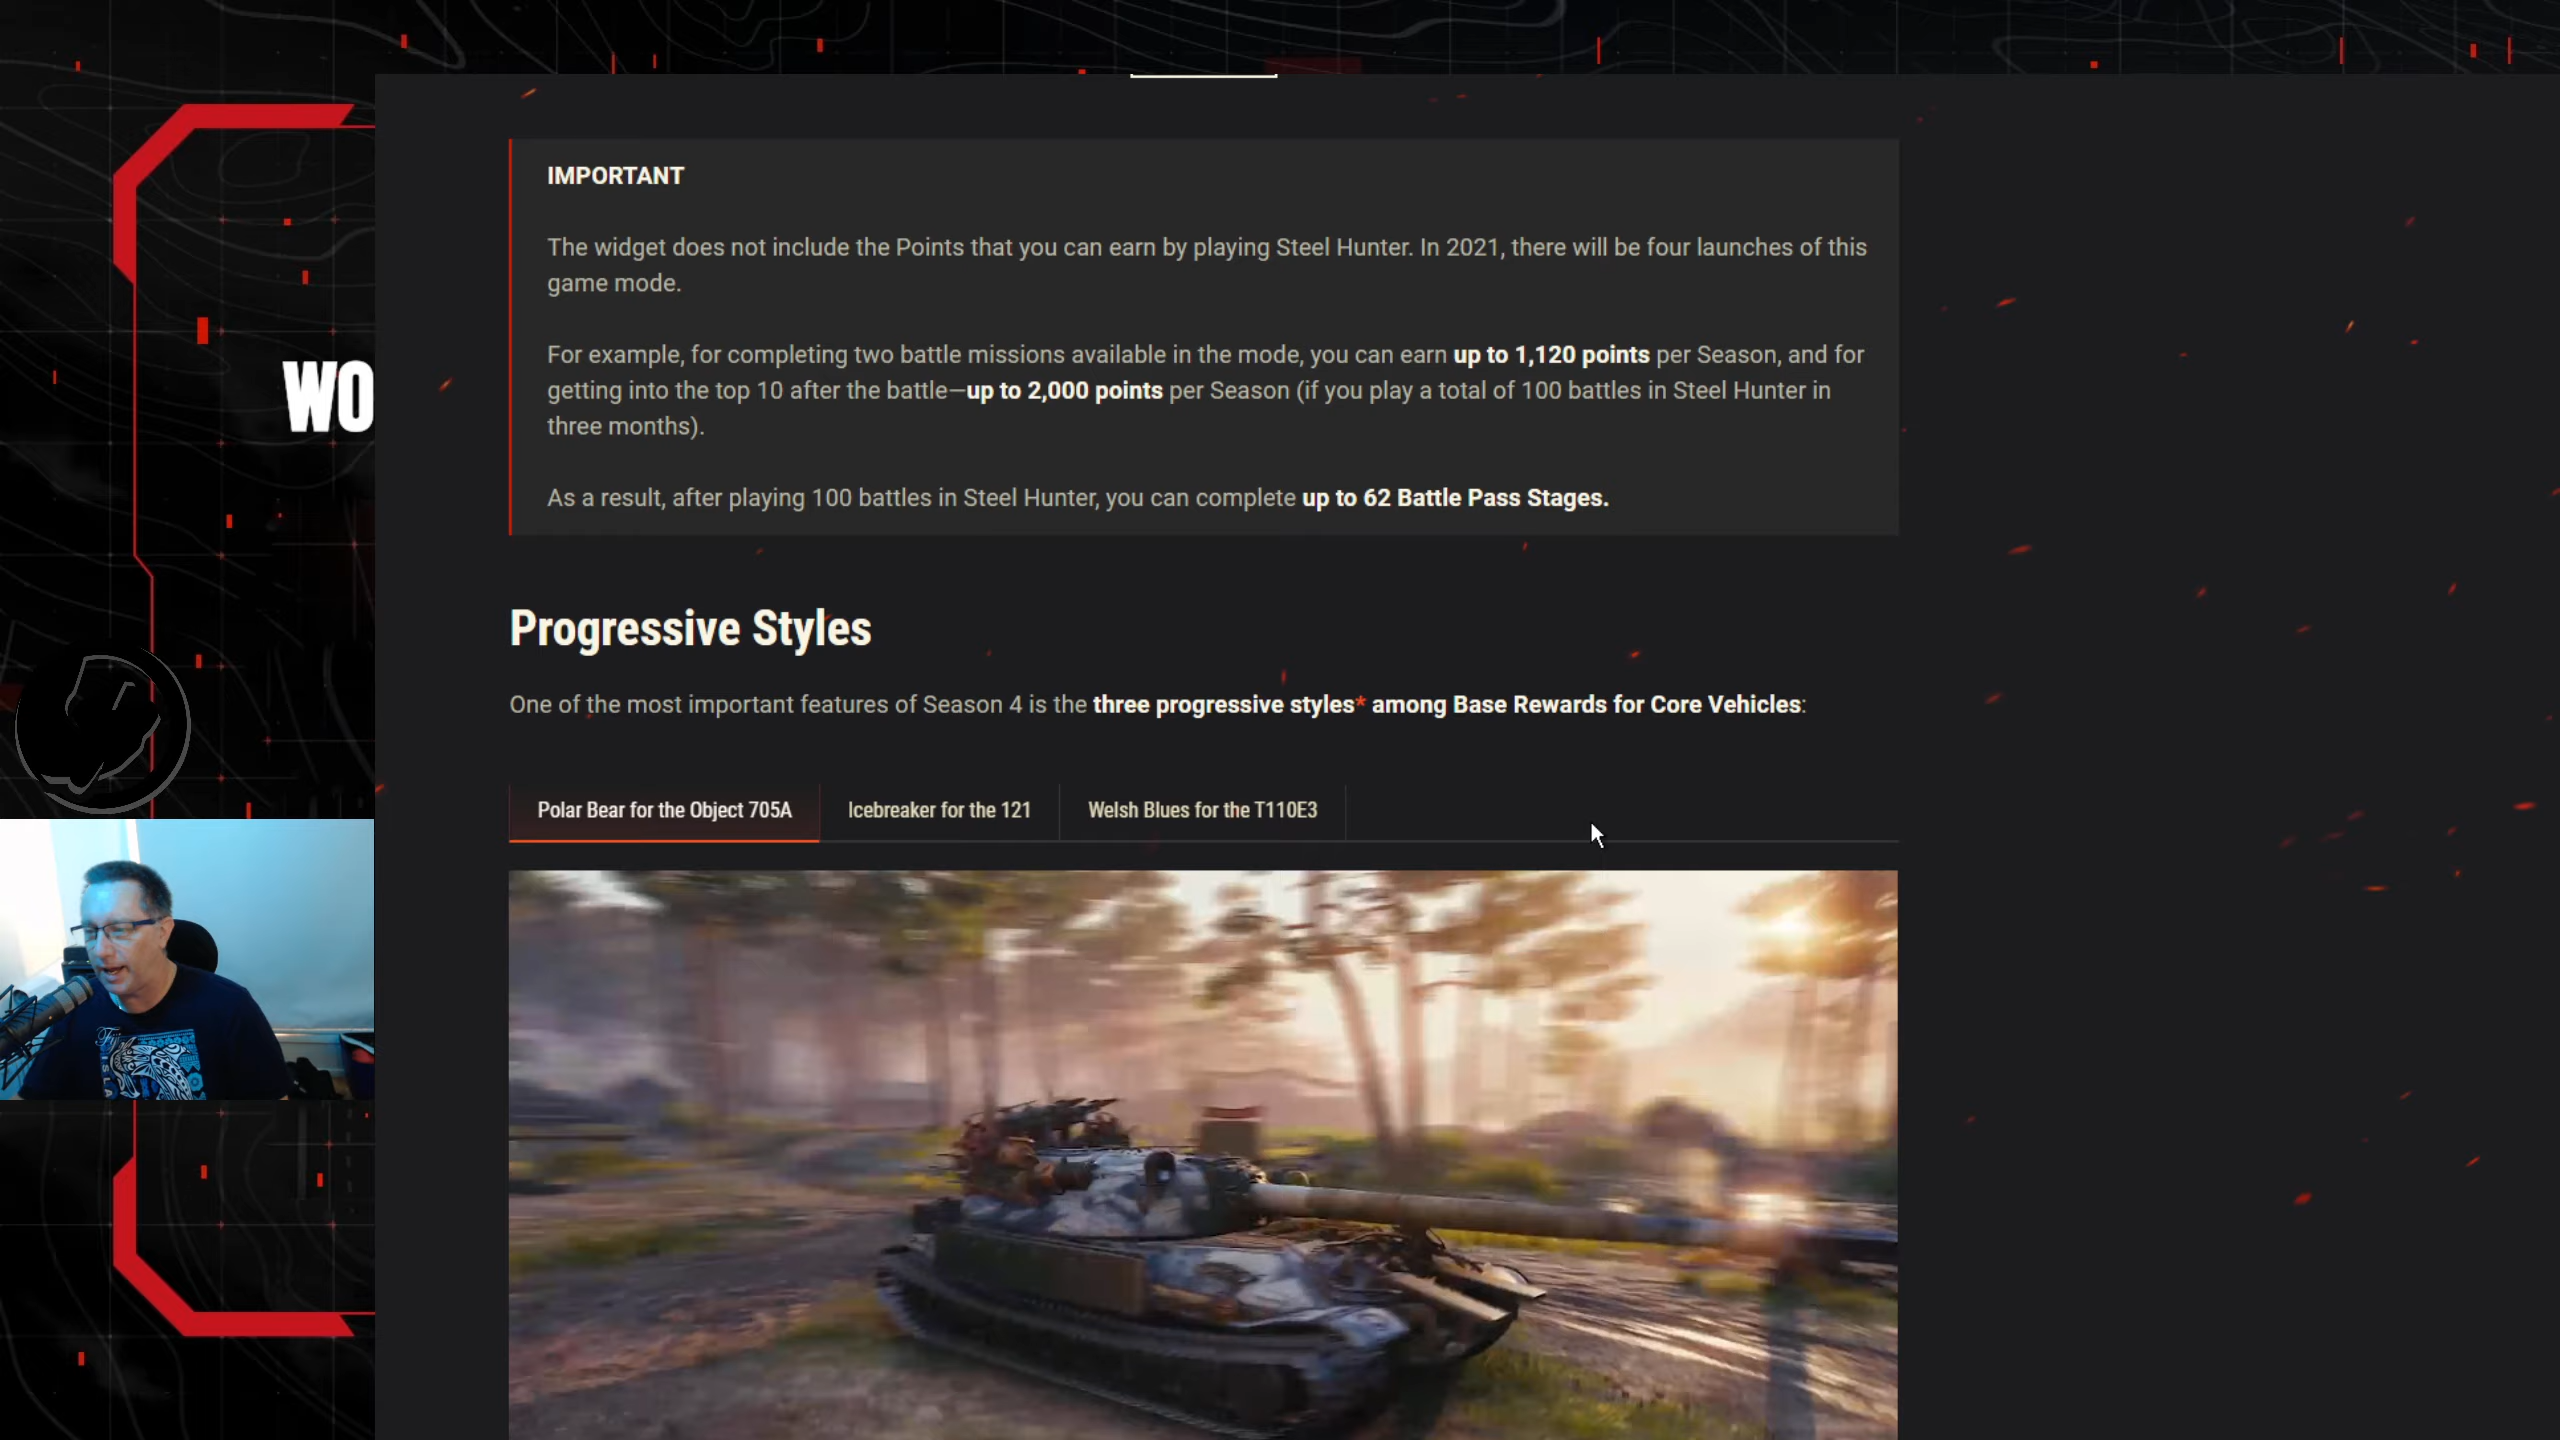 IMPORTANT
The widget does not include the Points that you can earn by playing Steel Hunter. In 2021, there will be four launches of this
game mode.
For example, for completing two battle missions available in the mode, you can earn up to 1,120 points per Season, and for
getting into the top 10 after the battle—up to 2,000 points per Season (if you play a total of 100 battles in Steel Hunter in
three months).
As a result, after playing 100 battles in Steel Hunter, you can complete up to 62 Battle Pass Stages.
WO
Progressive Styles
One of the most important features of Season 4 is the three progressive styles* among Base Rewards for Core Vehicles:
Polar Bear for the Object 705A
Icebreaker for the 121
Welsh Blues for the T110E3